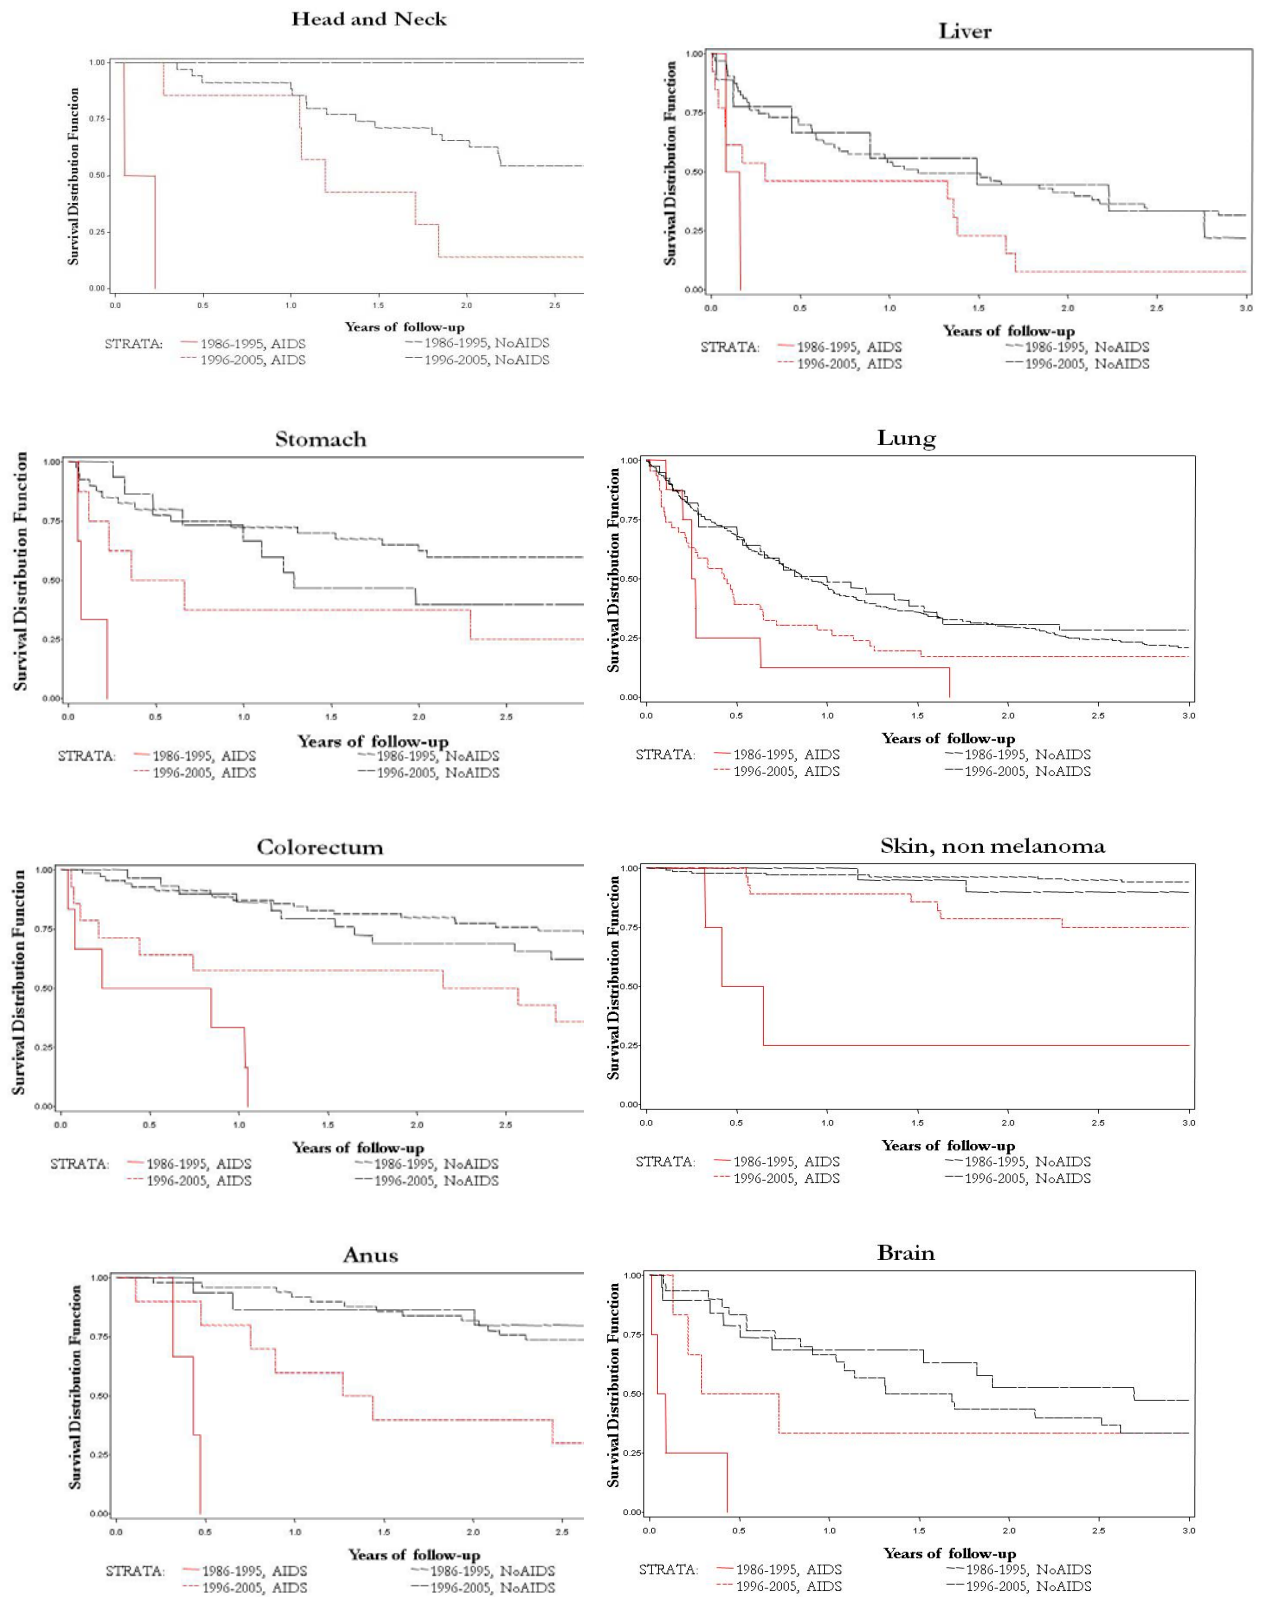 Head and Neck
Survival Distribution Function
1.00
0.75
0.50
0.25
0.00
0.0 0.5 1.0 1.5 2.0 2.5
Years of follow-up
STRATA: 1986-1995, AIDS 1986-1995, NoAIDS
1996-2005, AIDS 1996-2005, NoAIDS
Liver
Survival Distribution Function
1.00
0.75
0.50
0.25
0.00
0.0 0.5 1.0 1.5 2.0 2.5 3.0
Years of follow-up
STRATA: 1986-1995, AIDS 1986-1995, NoAIDS
1996-2005, AIDS 1996-2005, NoAIDS
Stomach
Survival Distribution Function
1.00
0.75
0.50
0.25
0.00
0.0 0.5 1.0 1.5 2.0 2.5
Years of follow-up
STRATA: 1986-1995, AIDS 1986-1995, NoAIDS
1996-2005, AIDS 1996-2005, NoAIDS
Lung
Survival Distribution Function
1.00
0.75
0.50
0.25
0.00
0.0 0.5 1.0 1.5 2.0 2.5 3.0
Years of follow-up
STRATA: 1986-1995, AIDS 1986-1995, NoAIDS
1996-2005, AIDS 1996-2005, NoAIDS
Colorectum
Survival Distribution Function
1.00
0.75
0.50
0.25
0.00
0.0 0.5 1.0 1.5 2.0 2.5
Years of follow-up
STRATA: 1986-1995, AIDS 1986-1995, NoAIDS
1996-2005, AIDS 1996-2005, NoAIDS
Skin, non melanoma
Survival Distribution Function
1.00
0.75
0.50
0.25
0.00
0.0 0.5 1.0 1.5 2.0 2.5 3.0
Years of follow-up
STRATA: 1986-1995, AIDS 1986-1995, NoAIDS
1996-2005, AIDS 1996-2005, NoAIDS
Anus
Survival Distribution Function
1.00
0.75
0.50
0.25
0.00
0.0 0.5 1.0 1.5 2.0 2.5
Years of follow-up
STRATA: 1986-1995, AIDS 1986-1995, NoAIDS
1996-2005, AIDS 1996-2005, NoAIDS
Brain
Survival Distribution Function
1.00
0.75
0.50
0.25
0.00
0.0 0.5 1.0 1.5 2.0 2.5 3.0
Years of follow-up
STRATA: 1986-1995, AIDS 1986-1995, NoAIDS
1996-2005, AIDS 1996-2005, NoAIDS